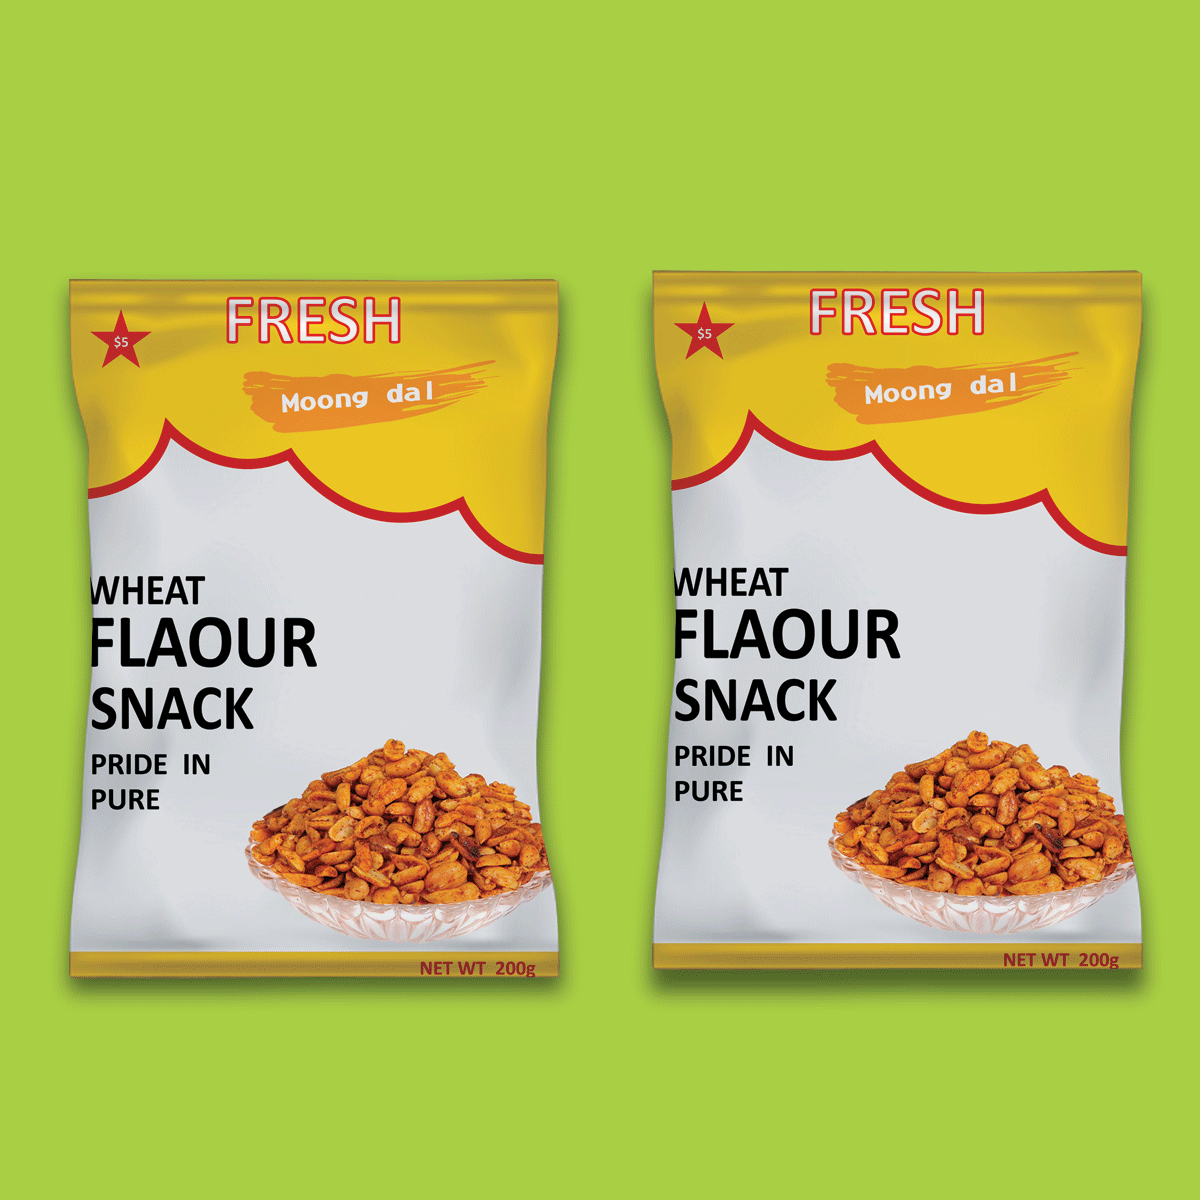 FRESH
$5
Moong dal
WHEAT
FLAOUR
SNACK
PRIDE IN
PURE
NET WT 200g
FRESH
$5
Moong dal
WHEAT
FLAOUR
SNACK
PRIDE IN
PURE
NET WT 200g